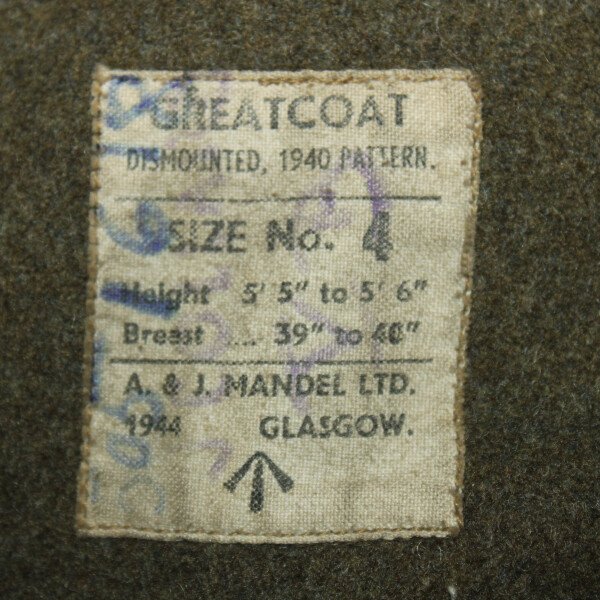 GREATCOAT
DISMOUNTED, 1940 PATTERN.
SIZE No. 4
Height 5' 5" to 5' 6"
Breast .... 39" to 40"
A. & J. MANDEL LTD.
1944 GLASGOW.